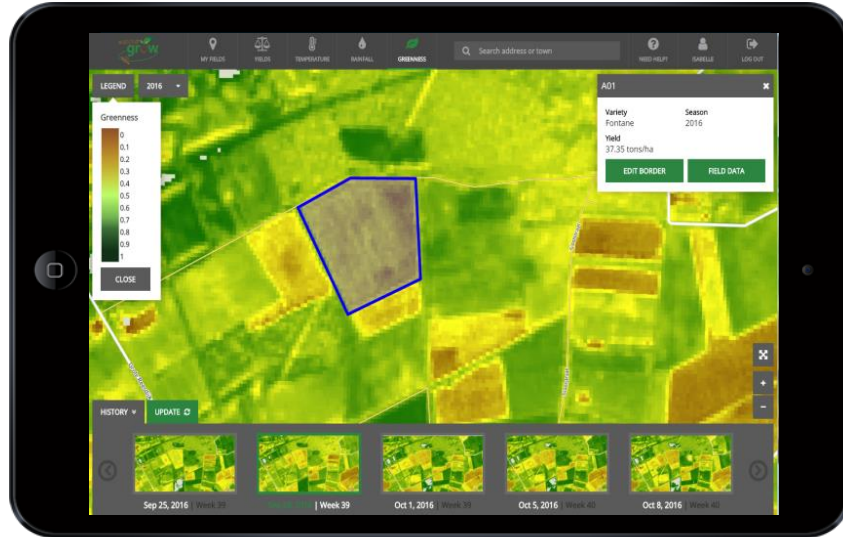 grow
MY FIELDS
YIELDS
TEMPERATURE
RAINFALL
GREENNESS
Search address or town
NEED HELP?
ISABELLE
LOG OUT
LEGEND
2016
A01
Variety Season
Fontane 2016
Yield
37.35 tons/ha
EDIT BORDER
FIELD DATA
Greenness
0
0.1
0.2
0.3
0.4
0.5
0.6
0.7
0.8
0.9
1
CLOSE
+
−
HISTORY
UPDATE
Sep 25, 2016 | Week 39
| Week 39
Oct 1, 2016 | Week 39
Oct 5, 2016 | Week 40
Oct 8, 2016 | Week 40